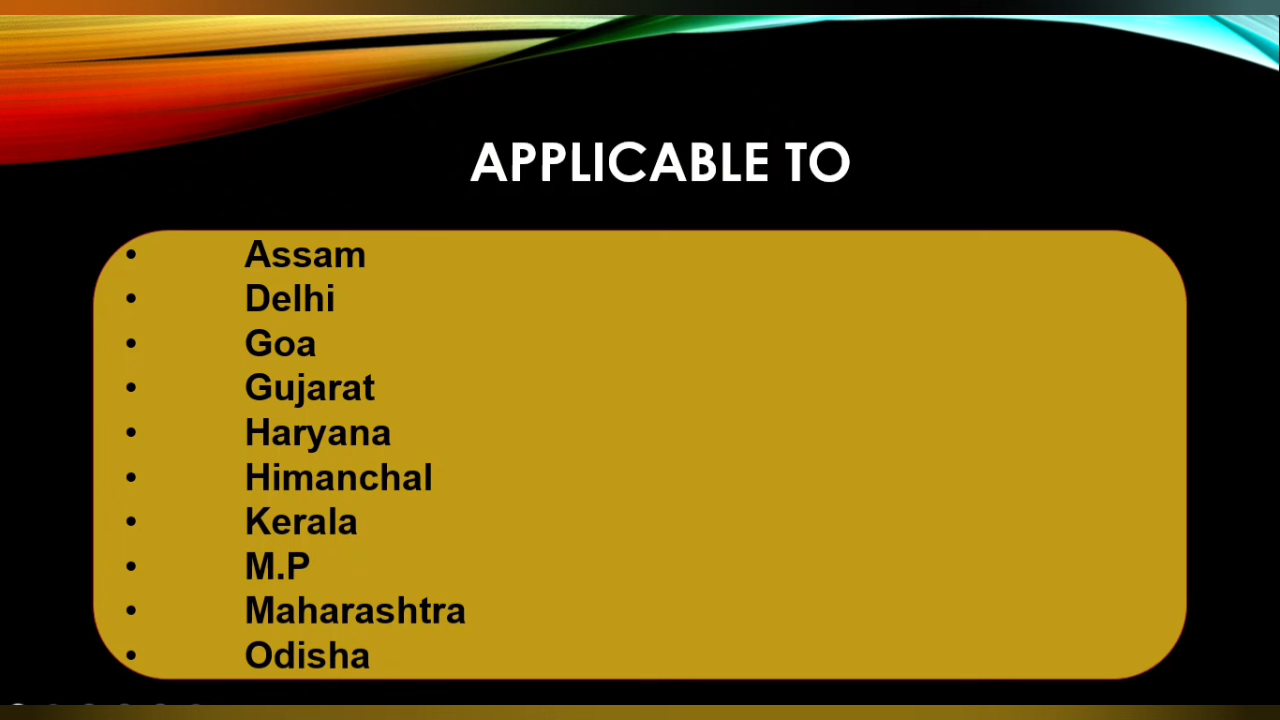 APPLICABLE TO
• Assam
• Delhi
• Goa
• Gujarat
• Haryana
• Himanchal
• Kerala
• M.P
• Maharashtra
• Odisha